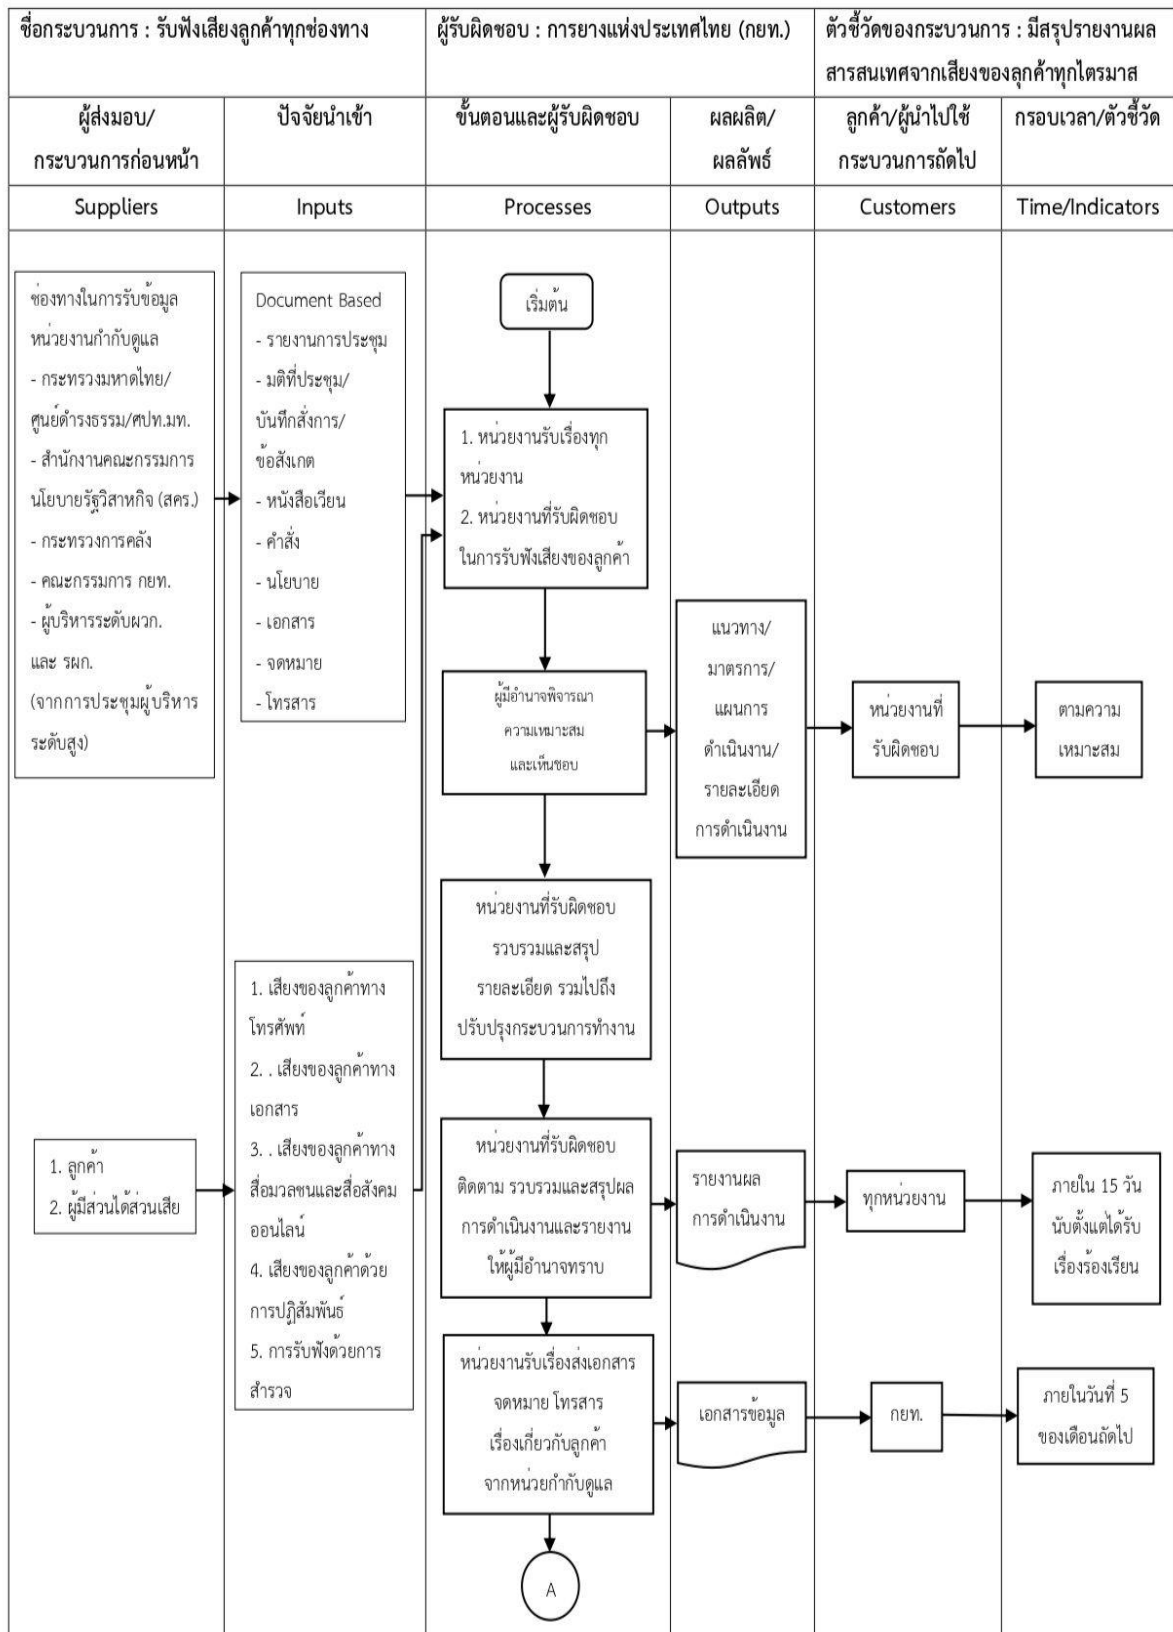 ชื่อกระบวนการ : รับฟังเสียงลูกค้าทุกช่องทาง
ผู้รับผิดชอบ : การยางแห่งประเทศไทย (กยท.)
ตัวชี้วัดของกระบวนการ : มีสรุปรายงานผล
สารสนเทศจากเสียงของลูกค้าทุกไตรมาส
ผู้ส่งมอบ/
กระบวนการก่อนหน้า
ปัจจัยนำเข้า
ขั้นตอนและผู้รับผิดชอบ
ผลผลิต/
ผลลัพธ์
ลูกค้า/ผู้นำไปใช้
กระบวนการถัดไป
กรอบเวลา/ตัวชี้วัด
Suppliers
Inputs
Processes
Outputs
Customers
Time/Indicators
ช่องทางในการรับข้อมูล
หน่วยงานกำกับดูแล
- กระทรวงมหาดไทย/
ศูนย์ดำรงธรรม/ศปท.มท.
- สำนักงานคณะกรรมการ
นโยบายรัฐวิสาหกิจ (สคร.)
- กระทรวงการคลัง
- คณะกรรมการ กยท.
- ผู้บริหารระดับผวก.
และ รผก.
(จากการประชุมผู้บริหาร
ระดับสูง)
Document Based
- รายงานการประชุม
- มติที่ประชุม/
บันทึกสั่งการ/
ข้อสังเกต
- หนังสือเวียน
- คำสั่ง
- นโยบาย
- เอกสาร
- จดหมาย
- โทรสาร
เริ่มต้น
1. หน่วยงานรับเรื่องทุก
หน่วยงาน
2. หน่วยงานที่รับผิดชอบ
ในการรับฟังเสียงของลูกค้า
ผู้มีอำนาจพิจารณา
ความเหมาะสม
และเห็นชอบ
แนวทาง/
มาตรการ/
แผนการ
ดำเนินงาน/
รายละเอียด
การดำเนินงาน
หน่วยงานที่
รับผิดชอบ
ตามความ
เหมาะสม
หน่วยงานที่รับผิดชอบ
รวบรวมและสรุป
รายละเอียด รวมไปถึง
ปรับปรุงกระบวนการทำงาน
1. ลูกค้า
2. ผู้มีส่วนได้ส่วนเสีย
1. เสียงของลูกค้าทาง
โทรศัพท์
2. . เสียงของลูกค้าทาง
เอกสาร
3. . เสียงของลูกค้าทาง
สื่อมวลชนและสื่อสังคม
ออนไลน์
4. เสียงของลูกค้าด้วย
การปฏิสัมพันธ์
5. การรับฟังด้วยการ
สำรวจ
หน่วยงานที่รับผิดชอบ
ติดตาม รวบรวมและสรุปผล
การดำเนินงานและรายงาน
ให้ผู้มีอำนาจทราบ
รายงานผล
การดำเนินงาน
ทุกหน่วยงาน
ภายใน 15 วัน
นับตั้งแต่ได้รับ
เรื่องร้องเรียน
หน่วยงานรับเรื่องส่งเอกสาร
จดหมาย โทรสาร
เรื่องเกี่ยวกับลูกค้า
จากหน่วยกำกับดูแล
เอกสารข้อมูล
กยท.
ภายในวันที่ 5
ของเดือนถัดไป
A